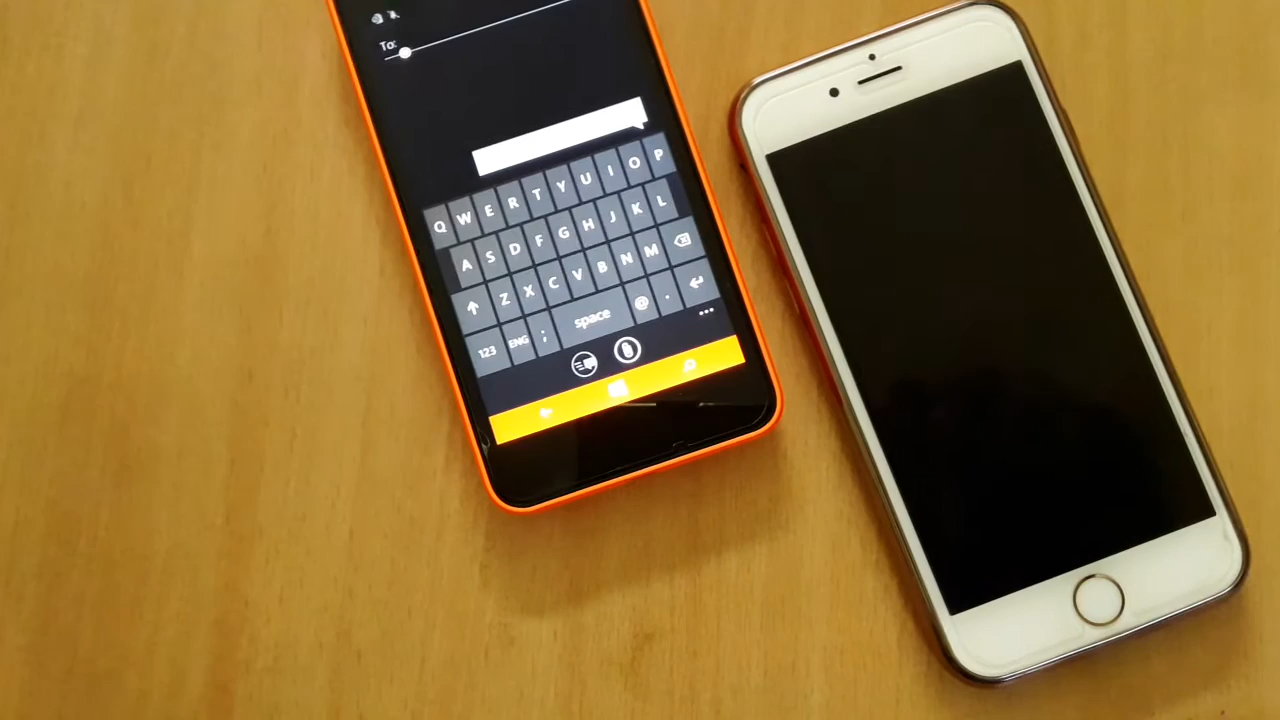 To:
Q W E R T Y U I O P
A S D F G H J K L
Z X C V B N M
123 ENG ; space @ .